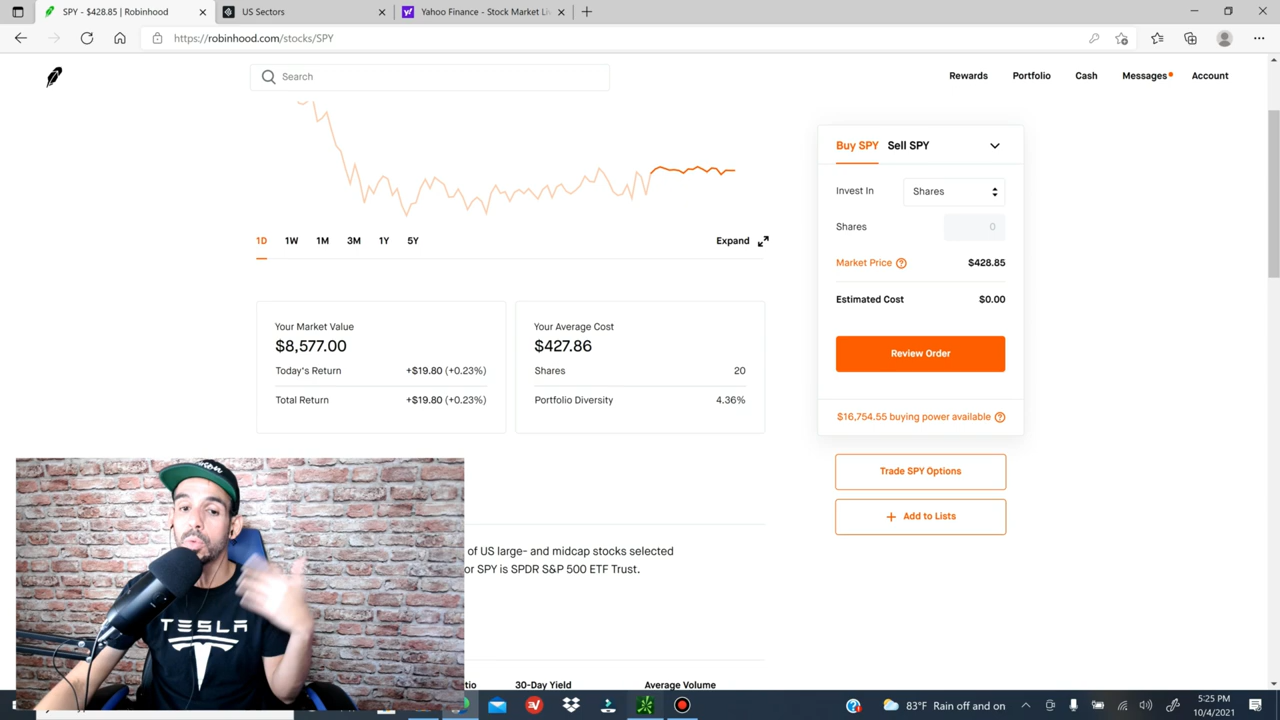 SPY - $428.85 | Robinhood
US Sectors
Yahoo Finance - Stock Market Li
https://robinhood.com/stocks/SPY
Search
Rewards
Portfolio
Cash
Messages
Account
1D 1W 1M 3M 1Y 5Y
Expand
Buy SPY Sell SPY
Invest In Shares
Shares 0
Market Price ? $428.85
Estimated Cost $0.00
Review Order
$16,754.55 buying power available ?
Trade SPY Options
+ Add to Lists
Your Market Value
$8,577.00
Today's Return +$19.80 (+0.23%)
Total Return +$19.80 (+0.23%)
Your Average Cost
$427.86
Shares 20
Portfolio Diversity 4.36%
of US large- and midcap stocks selected
or SPY is SPDR S&P 500 ETF Trust.
TESLA
tio
30-Day Yield
Average Volume
83°F Rain off and on
5:25 PM
10/4/2021